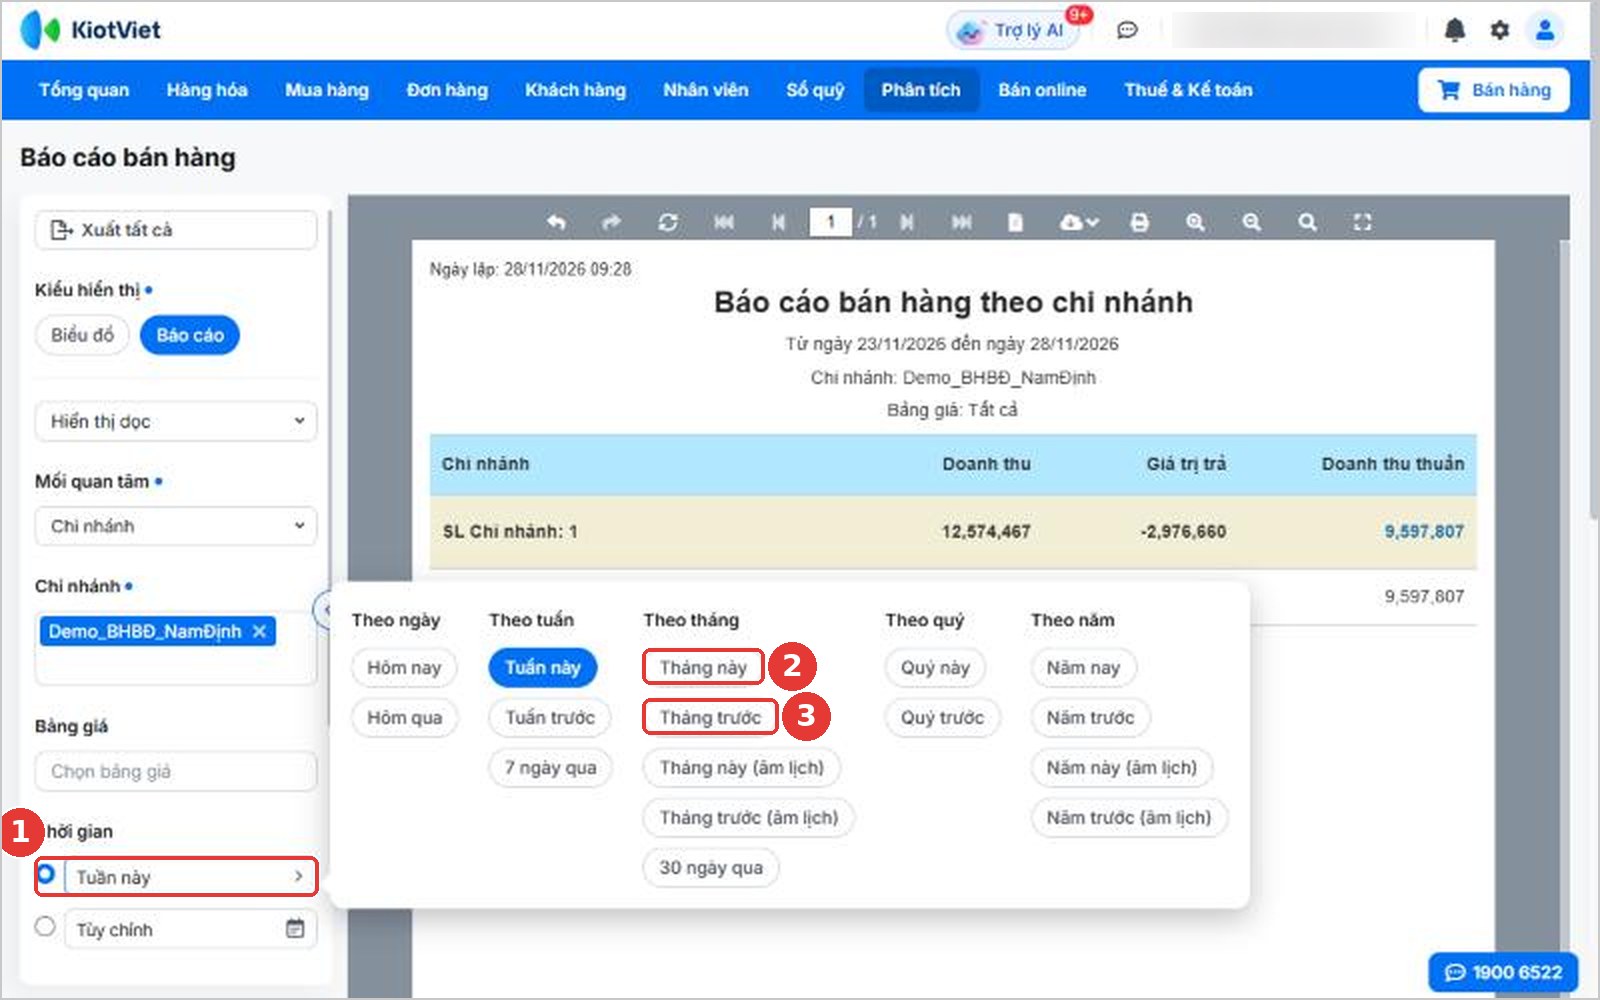 KiotViet
Trợ lý AI
9+
Tổng quan
Hàng hóa
Mua hàng
Đơn hàng
Khách hàng
Nhân viên
Sổ quỹ
Phân tích
Bán online
Thuế & Kế toán
Bán hàng
Báo cáo bán hàng
Xuất tất cả
Kiểu hiển thị
Biểu đồ
Báo cáo
Hiển thị dọc
Mối quan tâm
Chi nhánh
Chi nhánh
Demo_BHBĐ_NamĐịnh
Bảng giá
Chọn bảng giá
1
hời gian
Tuần này
Tùy chỉnh
1 / 1
Ngày lập: 28/11/2026 09:28
Báo cáo bán hàng theo chi nhánh
Từ ngày 23/11/2026 đến ngày 28/11/2026
Chi nhánh: Demo_BHBĐ_NamĐịnh
Bảng giá: Tất cả
Chi nhánh Doanh thu Giá trị trả Doanh thu thuần
SL Chi nhánh: 1 12,574,467 -2,976,660 9,597,807
9,597,807
Theo ngày
Hôm nay
Hôm qua
Theo tuần
Tuần này
Tuần trước
7 ngày qua
Theo tháng
Tháng này
2
Tháng trước
3
Tháng này (âm lịch)
Tháng trước (âm lịch)
30 ngày qua
Theo quý
Quý này
Quý trước
Theo năm
Năm nay
Năm trước
Năm này (âm lịch)
Năm trước (âm lịch)
1900 6522